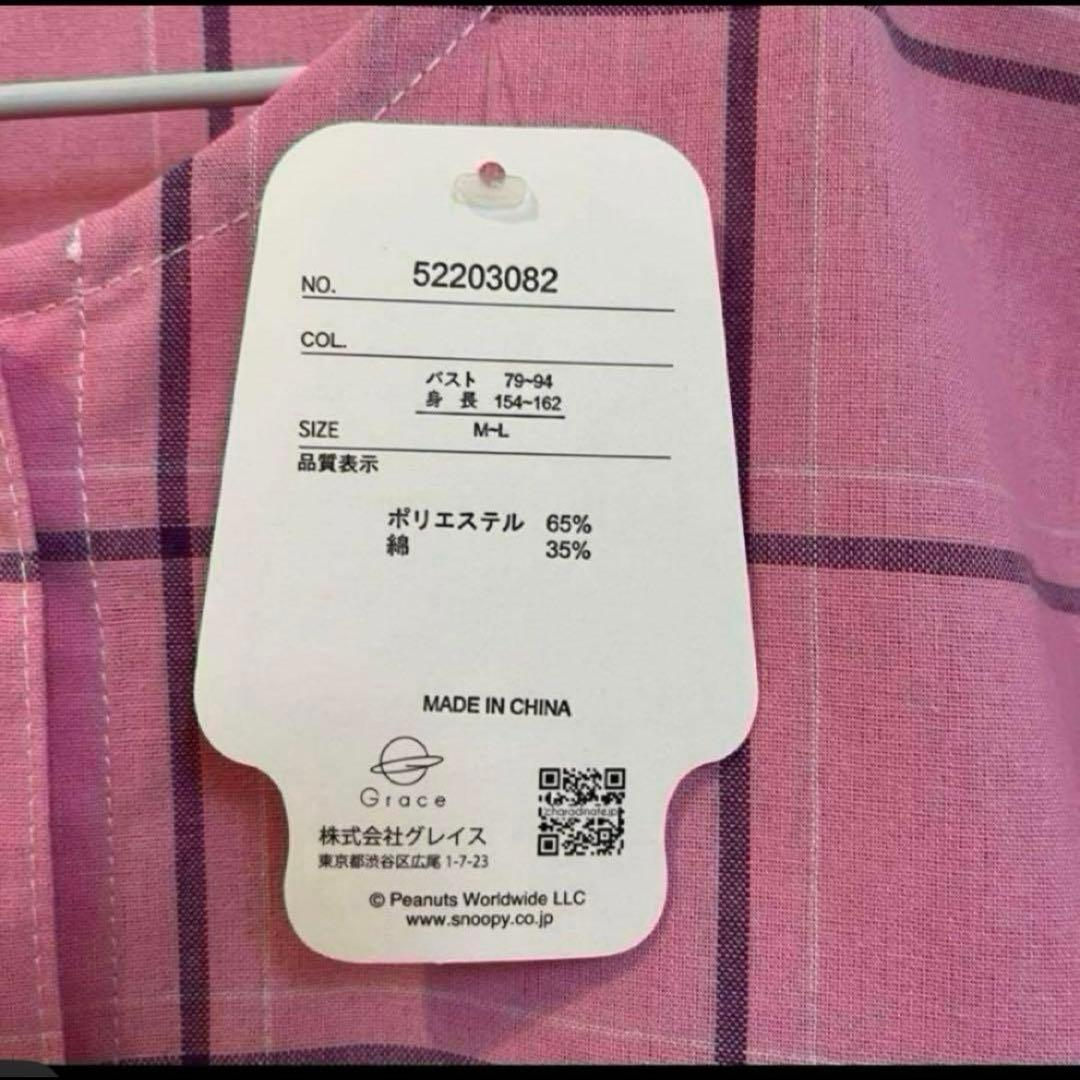 NO. 52203082
COL.
バスト 79~94
身 長 154~162
SIZE M~L
品質表示
ポリエステル 65%
綿 35%
MADE IN CHINA
Grace
charadinate.jp
株式会社グレイス
東京都渋谷区広尾 1-7-23
© Peanuts Worldwide LLC
www.snoopy.co.jp